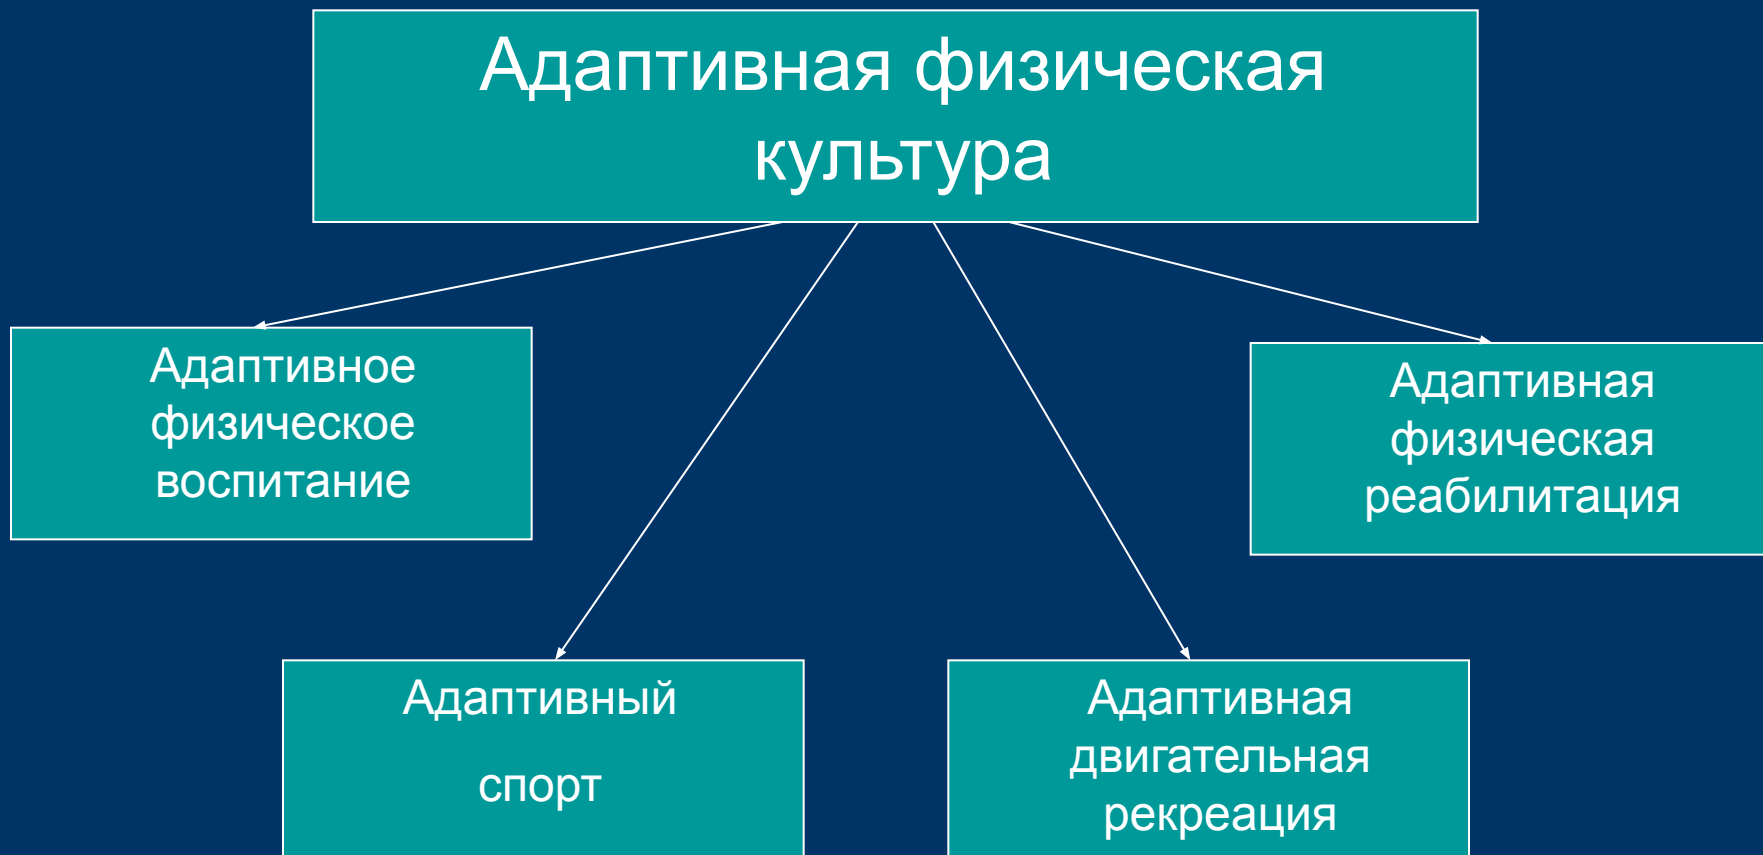 Адаптивная физическая
культура
Адаптивное
физическое
воспитание
Адаптивная
физическая
реабилитация
Адаптивный
спорт
Адаптивная
двигательная
рекреация